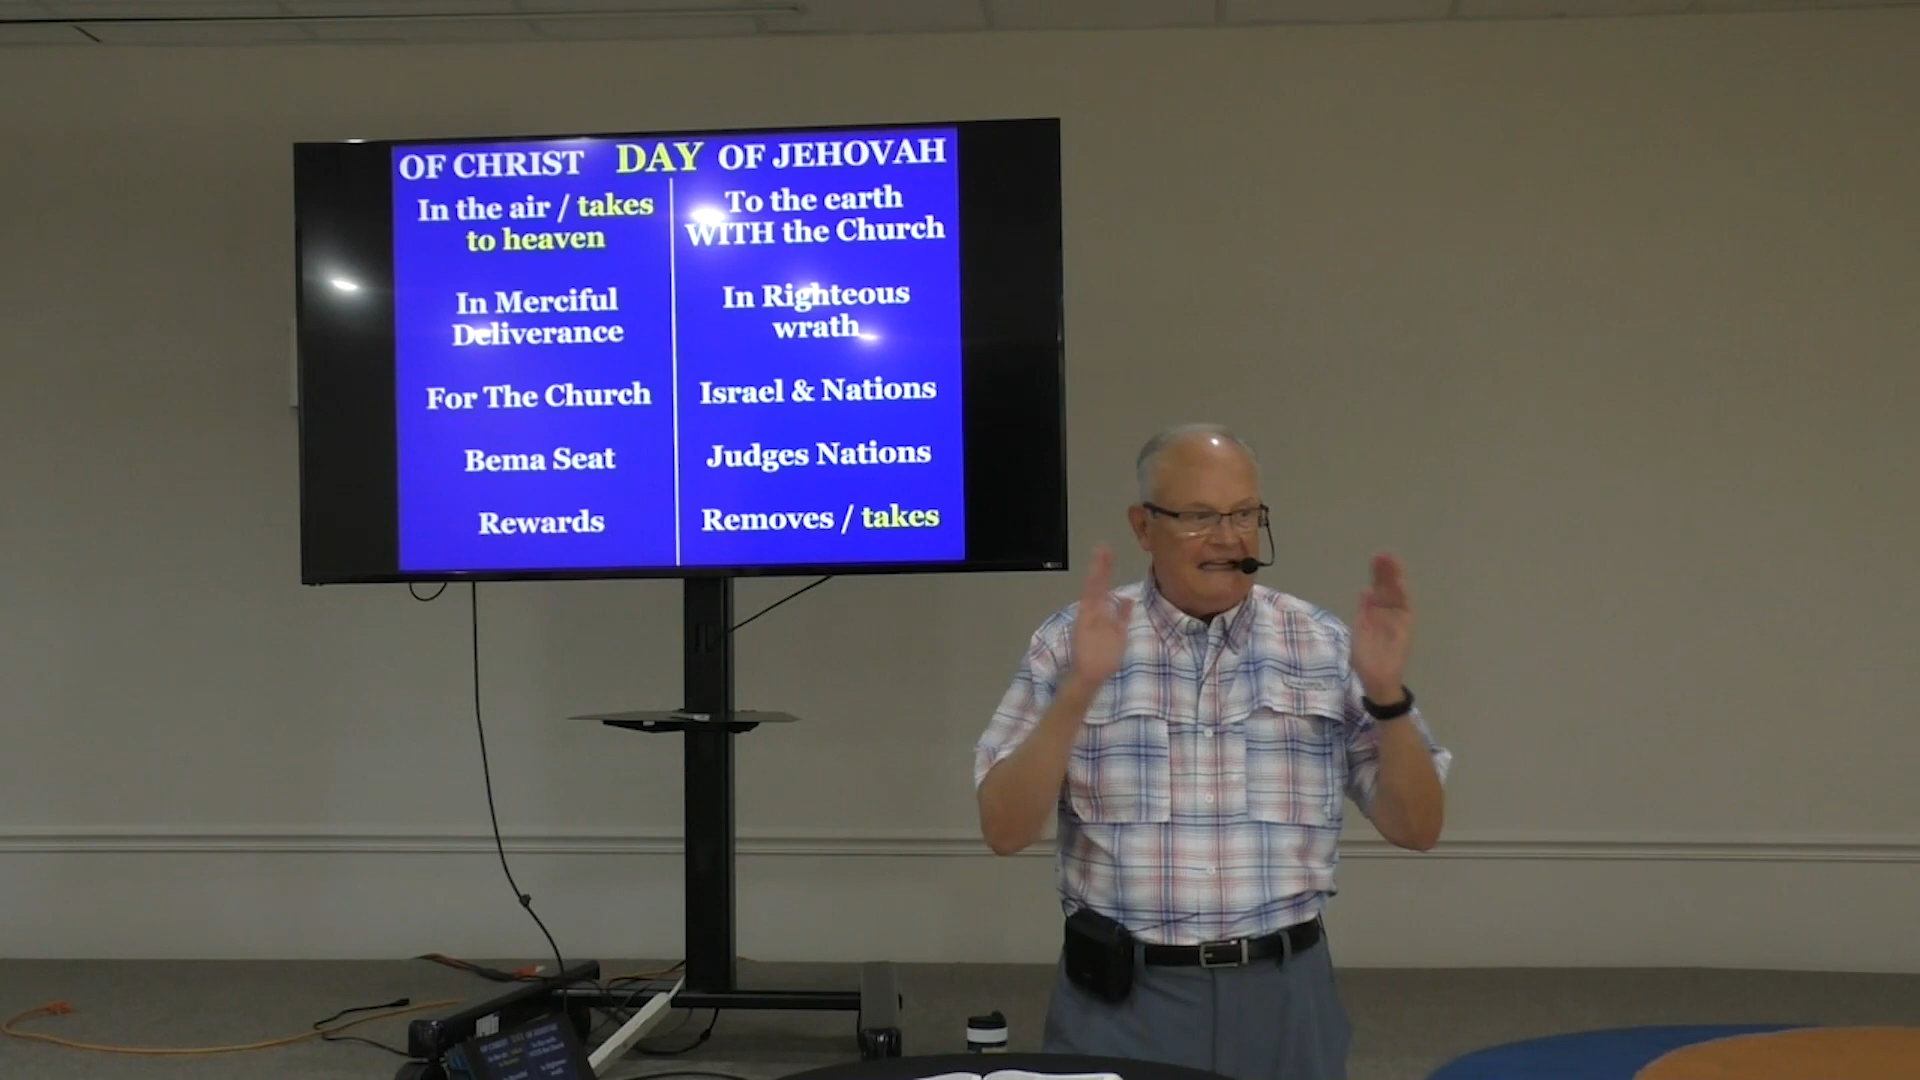 OF CHRIST DAY OF JEHOVAH
In the air / takes
to heaven
In Merciful
Deliverance
For The Church
Bema Seat
Rewards
To the earth
WITH the Church
In Righteous
wrath
Israel & Nations
Judges Nations
Removes / takes